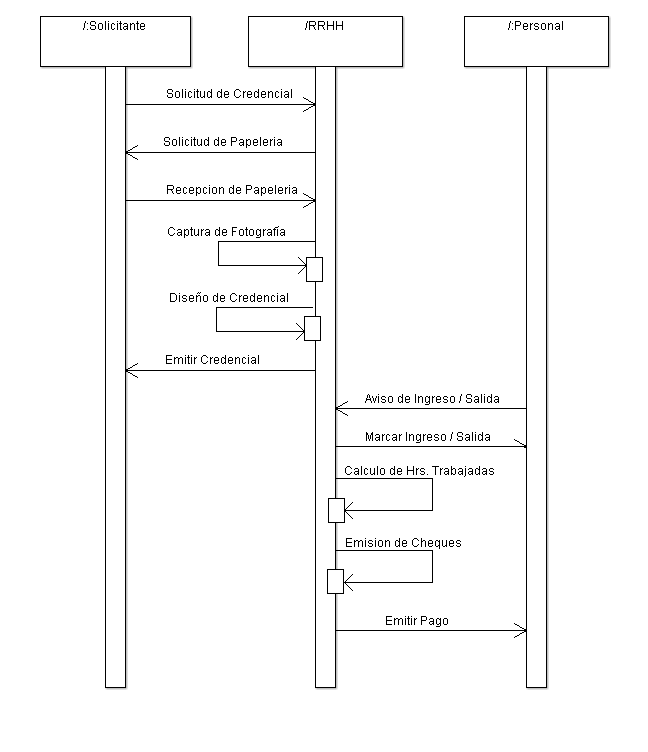 /:Solicitante
/RRHH
/:Personal
Solicitud de Credencial
Solicitud de Papeleria
Recepcion de Papeleria
Captura de Fotografía
Diseño de Credencial
Emitir Credencial
Aviso de Ingreso / Salida
Marcar Ingreso / Salida
Calculo de Hrs. Trabajadas
Emision de Cheques
Emitir Pago